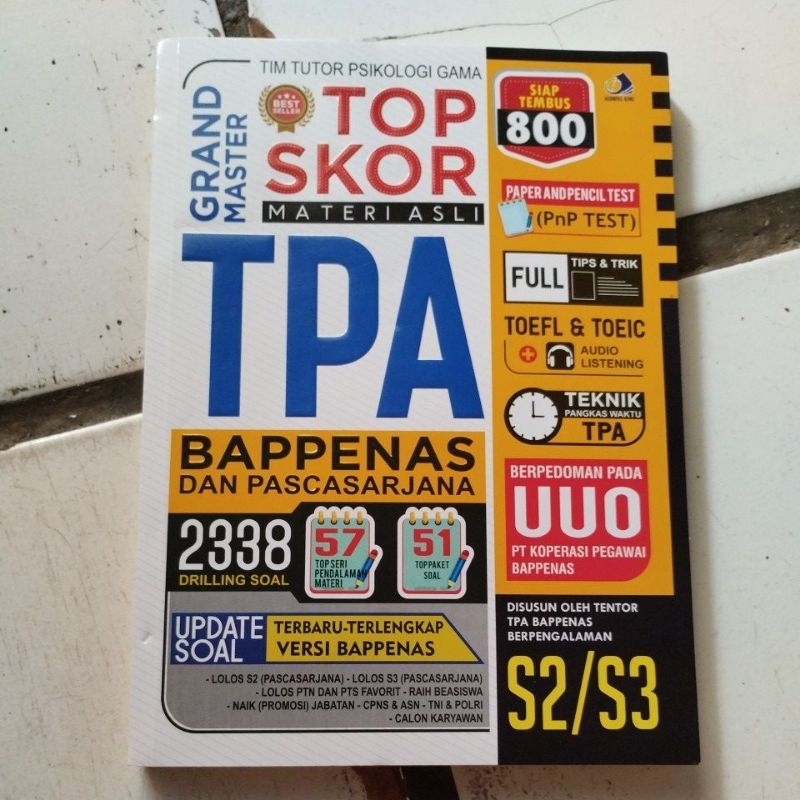 TIM TUTOR PSIKOLOGI GAMA
GRAND
MASTER
BEST
SELLER
TOP
SKOR
MATERI ASLI
TPA
BAPPENAS
DAN PASCASARJANA
2338
DRILLING SOAL
57
TOP SERI
PENDALAMAN
MATERI
51
TOP PAKET
SOAL
UPDATE
SOAL
TERBARU-TERLENGKAP
VERSI BAPPENAS
- LOLOS S2 (PASCASARJANA) - LOLOS S3 (PASCASARJANA)
- LOLOS PTN DAN PTS FAVORIT - RAIH BEASISWA
- NAIK (PROMOSI) JABATAN - CPNS & ASN - TNI & POLRI
- CALON KARYAWAN
SIAP
TEMBUS
800
PAPER AND PENCIL TEST
(PnP TEST)
FULL
TIPS & TRIK
TOEFL & TOEIC
+ AUDIO
LISTENING
TEKNIK
PANGKAS WAKTU
TPA
BERPEDOMAN PADA
UUO
PT KOPERASI PEGAWAI
BAPPENAS
DISUSUN OLEH TENTOR
TPA BAPPENAS
BERPENGALAMAN
S2/S3